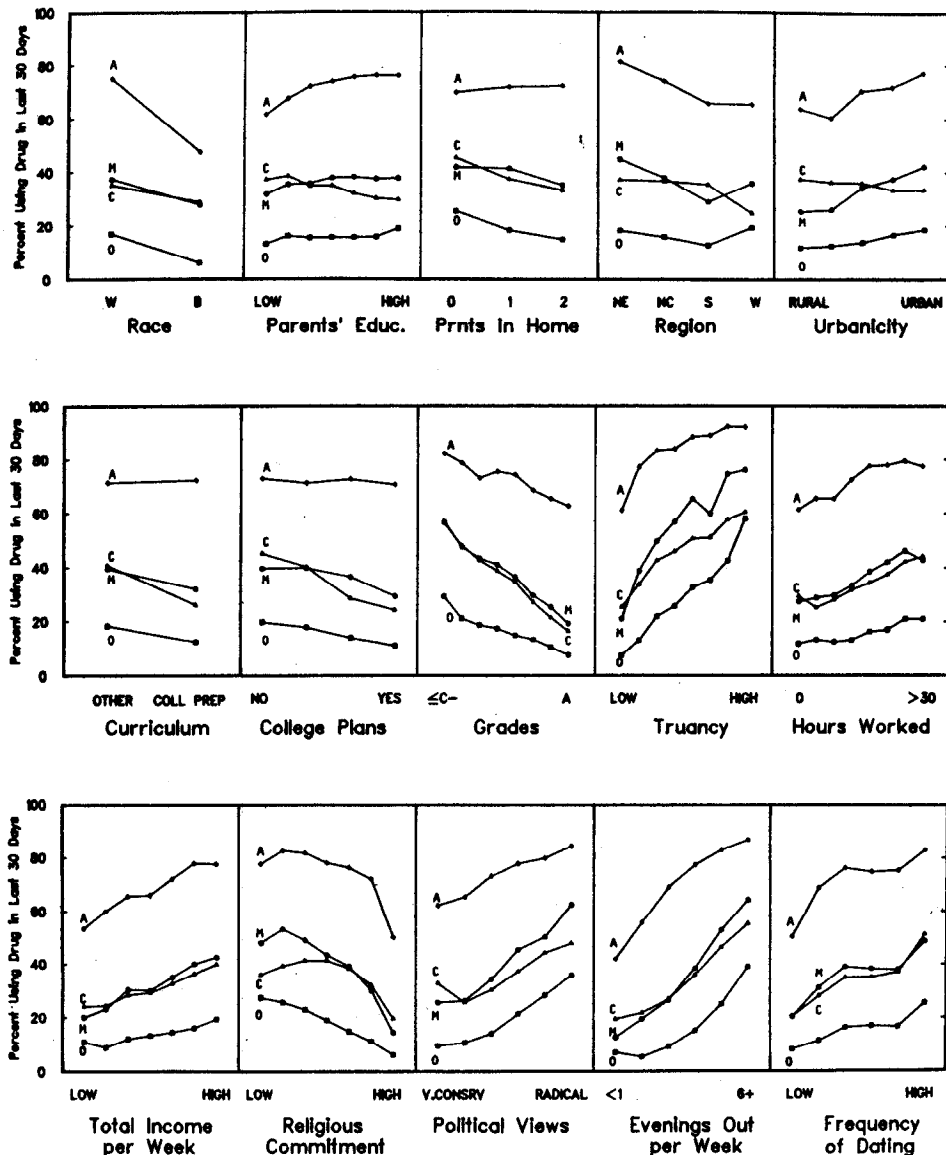 Percent Using Drug in Last 30 Days
100
80
60
40
20
0
A
M
C
O
A
C
M
O
A
C
M
O
A
M
C
O
A
C
M
O
W B
LOW HIGH
0 1 2
NE NC S W
RURAL URBAN
Race
Parents' Educ.
Prnts in Home
Region
Urbanicity
Percent Using Drug in Last 30 Days
100
80
60
40
20
0
A
C
M
O
A
C
M
O
A
O
M
C
A
C
M
O
A
C
M
O
OTHER COLL PREP
NO YES
≦C- A
LOW HIGH
0 >30
Curriculum
College Plans
Grades
Truancy
Hours Worked
Percent Using Drug in Last 30 Days
100
80
60
40
20
0
A
C
M
O
A
M
C
O
A
C
M
O
A
C
M
O
A
M
C
O
LOW HIGH
LOW HIGH
V.CONSRV RADICAL
<1 6+
LOW HIGH
Total Income
per Week
Religious
Commitment
Political Views
Evenings Out
per Week
Frequency
of Dating